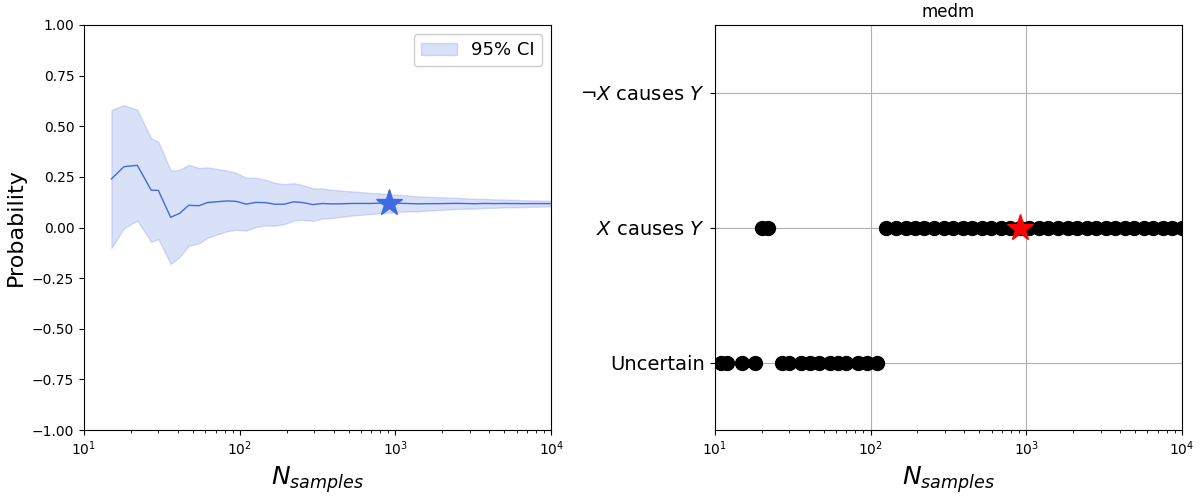 1.00
0.75
0.50
0.25
0.00
−0.25
−0.50
−0.75
−1.00
Probability
95% CI
10¹
10²
10³
10⁴
N_samples
medm
¬X causes Y
X causes Y
Uncertain
10¹
10²
10³
10⁴
N_samples